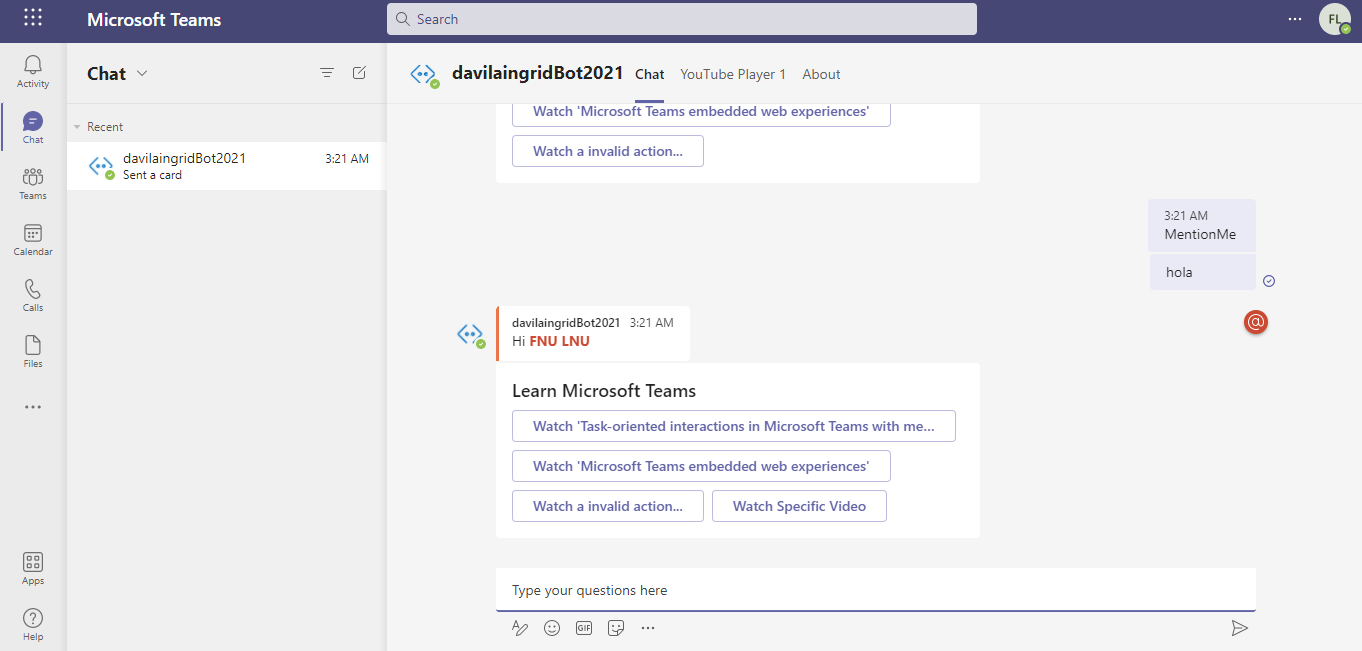 Microsoft Teams
Search
FL
Activity
Chat
Teams
Calendar
Calls
Files
Apps
Help
Chat
Recent
davilaingridBot2021 3:21 AM
Sent a card
davilaingridBot2021 Chat YouTube Player 1 About
Watch 'Microsoft Teams embedded web experiences'
Watch a invalid action...
3:21 AM
MentionMe
hola
@
davilaingridBot2021 3:21 AM
Hi FNU LNU
Learn Microsoft Teams
Watch 'Task-oriented interactions in Microsoft Teams with me...
Watch 'Microsoft Teams embedded web experiences'
Watch a invalid action... Watch Specific Video
Type your questions here
GIF